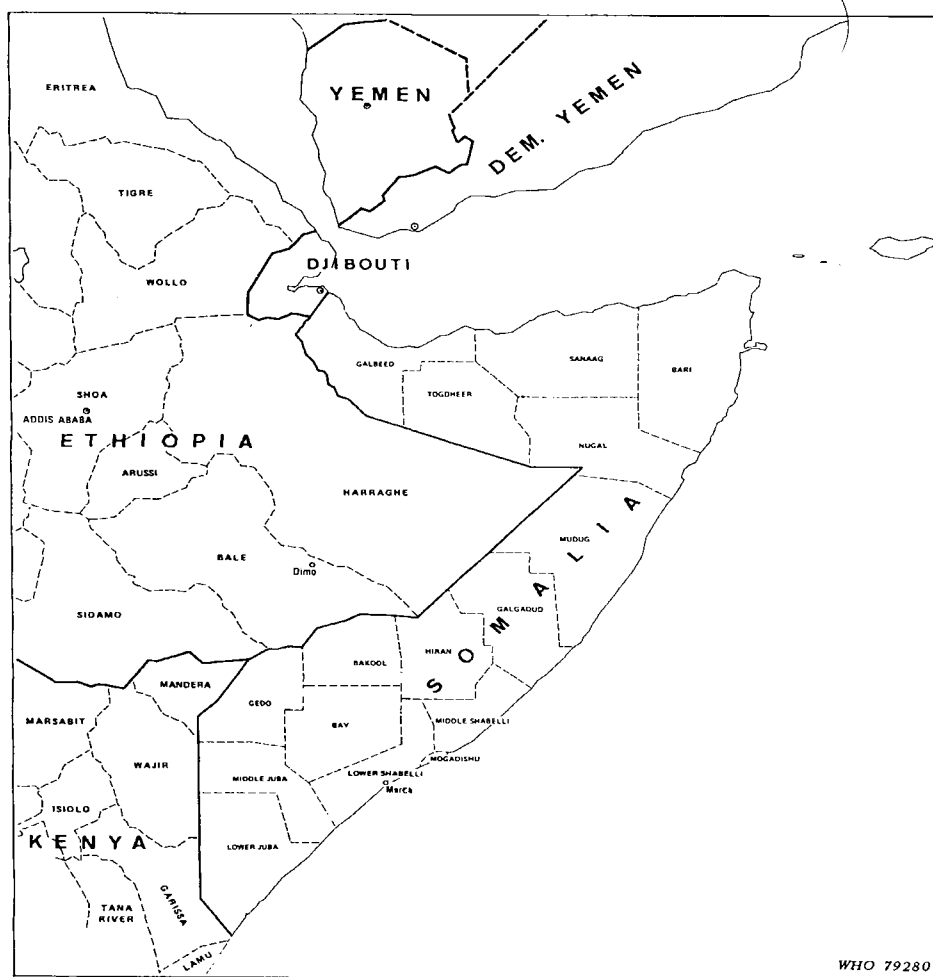 ERITREA
YEMEN
DEM. YEMEN
TIGRE
DJIBOUTI
WOLLO
GALBEED
SANAAG
BARI
TOGDHEER
SHOA
ADDIS ABABA
ETHIOPIA
NUGAL
ARUSSI
HARRAGHE
MUDUG
BALE
Dimo
GALGADUD
SIDAMO
SOMALIA
HIRAN
BAKOOL
MANDERA
GEDO
MARSABIT
BAY
MIDDLE SHABELLI
WAJIR
MOGADISHU
MIDDLE JUBA
LOWER SHABELLI
Marca
ISIOLO
KENYA
LOWER JUBA
GARISSA
TANA
RIVER
LAMU
WHO 79280